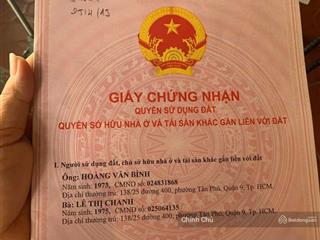 GIẤY CHỨNG NHẬN
QUYỀN SỬ DỤNG ĐẤT
QUYỀN SỞ HỮU NHÀ Ở VÀ TÀI SẢN KHÁC GẮN LIỀN VỚI ĐẤT
I. Người sử dụng đất, chủ sở hữu nhà ở và tài sản khác gắn liền với đất
Ông: HOÀNG VĂN BÌNH
Năm sinh: 1973, CMND số: 024831868
Địa chỉ thường trú: 138/25 đường 400, phường Tân Phú, Quận 9, Tp. HCM.
Bà: LÊ THỊ CHANH
Năm sinh: 1975, CMND số: 025064135
Địa chỉ thường trú: 138/25 đường 400, phường Tân Phú, Quận 9, Tp. HCM.
Chính Chủ
Batdongsan